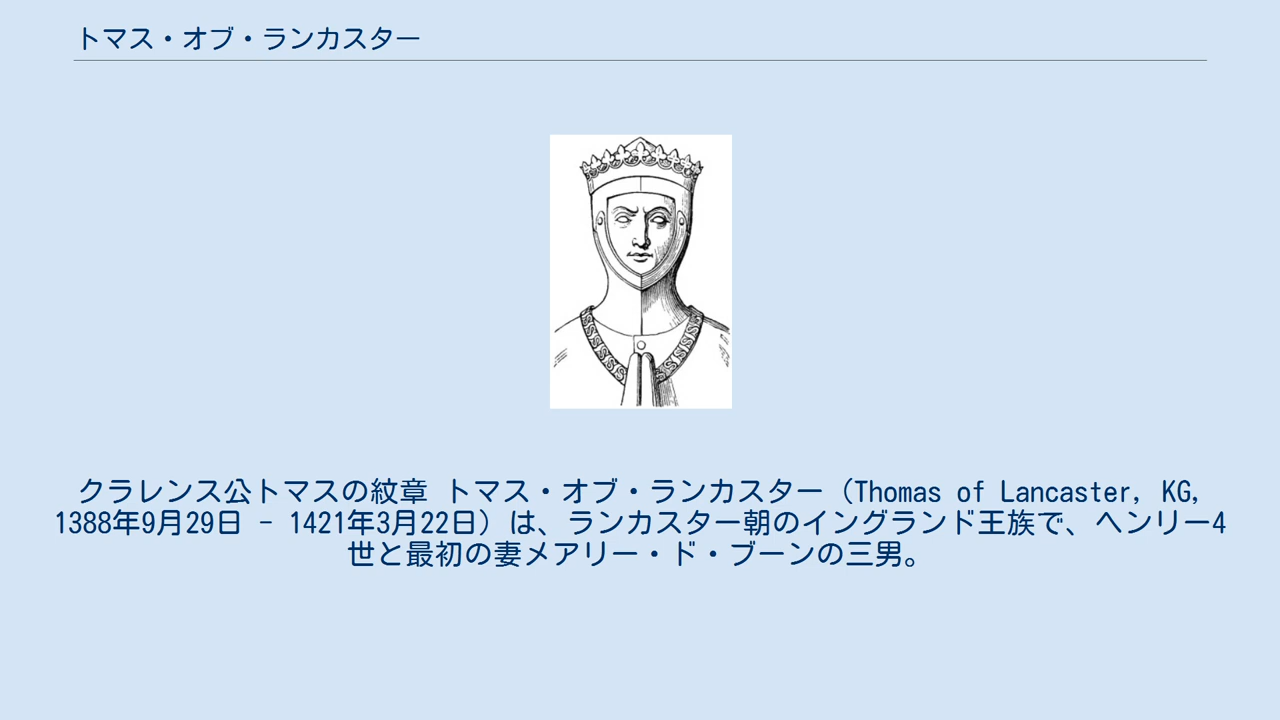 トマス・オブ・ランカスター
クラレンス公トマスの紋章 トマス・オブ・ランカスター（Thomas of Lancaster, KG,
1388年9月29日 - 1421年3月22日）は、ランカスター朝のイングランド王族で、ヘンリー4
世と最初の妻メアリー・ド・ブーンの三男。